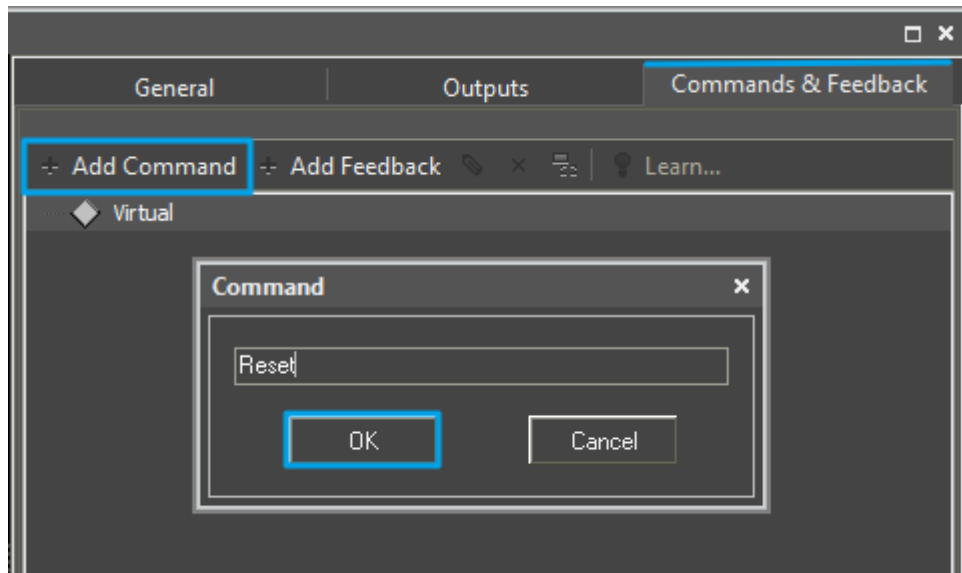 General Outputs Commands & Feedback
Add Command Add Feedback Learn...
Virtual
Command
Reset
OK Cancel